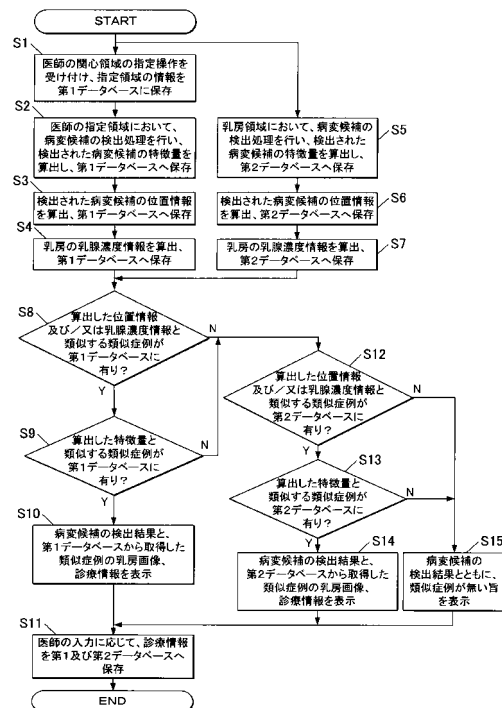 START
S1
医師の関心領域の指定操作を
受け付け、指定領域の情報を
第1データベースに保存
S2
医師の指定領域において、
病変候補の検出処理を行い、
検出された病変候補の特徴量を
算出し、第1データベースへ保存
S3
検出された病変候補の位置情報
を算出、第1データベースへ保存
S4
乳房の乳腺濃度情報を算出、
第1データベースへ保存
S5
乳房領域において、病変候補の
検出処理を行い、検出された
病変候補の特徴量を算出し、
第2データベースへ保存
S6
検出された病変候補の位置情報
を算出、第2データベースへ保存
S7
乳房の乳腺濃度情報を算出、
第2データベースへ保存
S8
算出した位置情報
及び/又は乳腺濃度情報と
類似する類似症例が
第1データベースに
有り?
N
Y
S9
算出した特徴量と
類似する類似症例が
第1データベースに
有り?
N
Y
S10
病変候補の検出結果と、
第1データベースから取得した
類似症例の乳房画像、
診療情報を表示
S12
算出した位置情報
及び/又は乳腺濃度情報と
類似する類似症例が
第2データベースに
有り?
N
Y
S13
算出した特徴量と
類似する類似症例が
第2データベースに
有り?
N
Y
S14
病変候補の検出結果と、
第2データベースから取得した
類似症例の乳房画像、
診療情報を表示
S15
病変候補の
検出結果とともに、
類似症例が無い旨
を表示
S11
医師の入力に応じて、診療情報
を第1及び第2データベースへ
保存
END